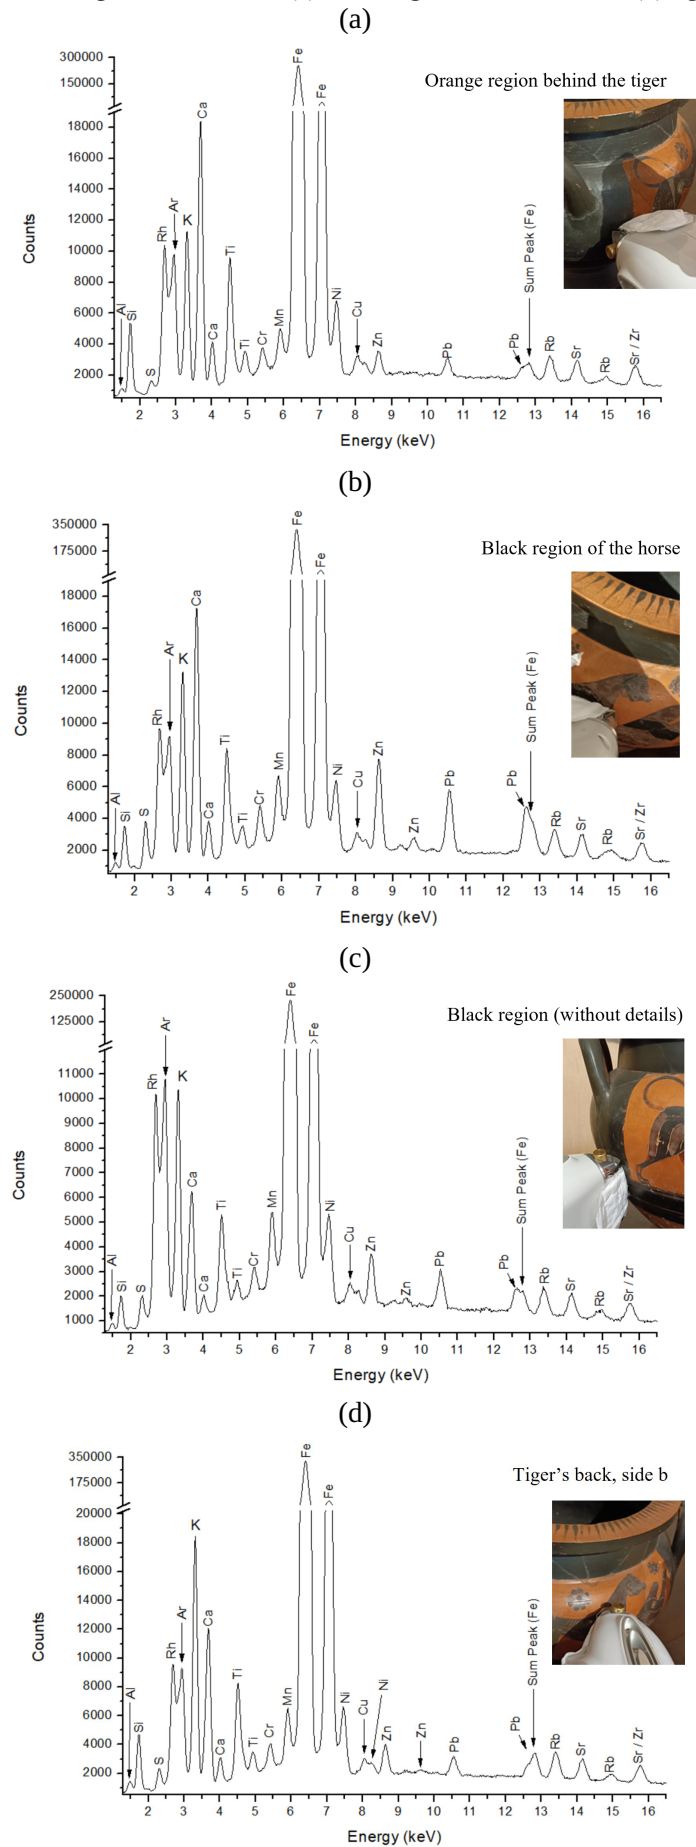 (a)
300000
150000
Orange region behind the tiger
18000
16000
14000
12000
10000
8000
6000
4000
2000
Counts
Al
Si
S
Rh
Ar
K
Ca
Ca
Ti
Ti
Cr
Mn
Fe
Fe
Ni
Cu
Zn
Pb
Pb
Sum Peak (Fe)
Rb
Sr
Rb
Sr / Zr
2 3 4 5 6 7 8 9 10 11 12 13 14 15 16
Energy (keV)
(b)
350000
175000
Black region of the horse
18000
16000
14000
12000
10000
8000
6000
4000
2000
Counts
Al
Si
S
Rh
Ar
K
Ca
Ca
Ti
Ti
Cr
Mn
Fe
Fe
Ni
Cu
Zn
Zn
Pb
Pb
Sum Peak (Fe)
Rb
Sr
Rb
Sr / Zr
2 3 4 5 6 7 8 9 10 11 12 13 14 15 16
Energy (keV)
(c)
250000
125000
Black region (without details)
11000
10000
9000
8000
7000
6000
5000
4000
3000
2000
1000
Counts
Al
Si
S
Rh
Ar
K
Ca
Ca
Ti
Ti
Cr
Mn
Fe
Fe
Ni
Cu
Zn
Zn
Pb
Pb
Sum Peak (Fe)
Rb
Sr
Rb
Sr / Zr
2 3 4 5 6 7 8 9 10 11 12 13 14 15 16
Energy (keV)
(d)
350000
175000
Tiger's back, side b
20000
18000
16000
14000
12000
10000
8000
6000
4000
2000
Counts
Al
Si
S
Rh
Ar
K
Ca
Ca
Ti
Ti
Cr
Mn
Fe
Fe
Ni
Cu
Ni
Zn
Zn
Pb
Pb
Sum Peak (Fe)
Rb
Sr
Rb
Sr / Zr
2 3 4 5 6 7 8 9 10 11 12 13 14 15 16
Energy (keV)